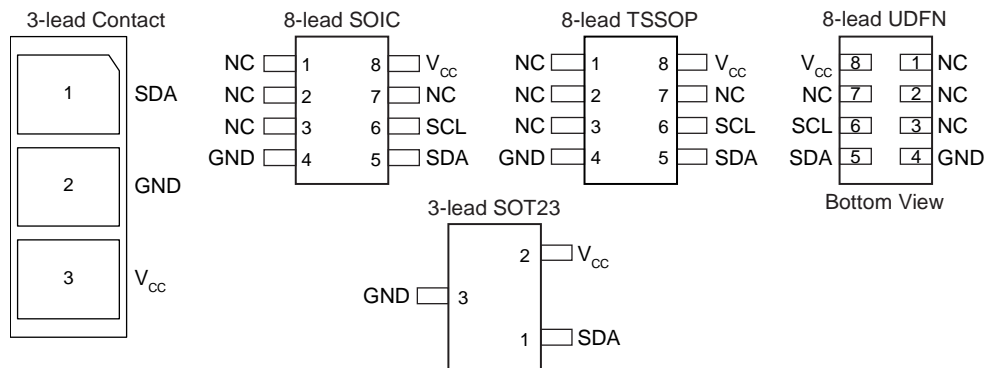 3-lead Contact
1 SDA
2 GND
3 VCC
8-lead SOIC
NC 1 8 VCC
NC 2 7 NC
NC 3 6 SCL
GND 4 5 SDA
8-lead TSSOP
NC 1 8 VCC
NC 2 7 NC
NC 3 6 SCL
GND 4 5 SDA
8-lead UDFN
VCC 8 1 NC
NC 7 2 NC
SCL 6 3 NC
SDA 5 4 GND
Bottom View
3-lead SOT23
2 VCC
GND 3
1 SDA